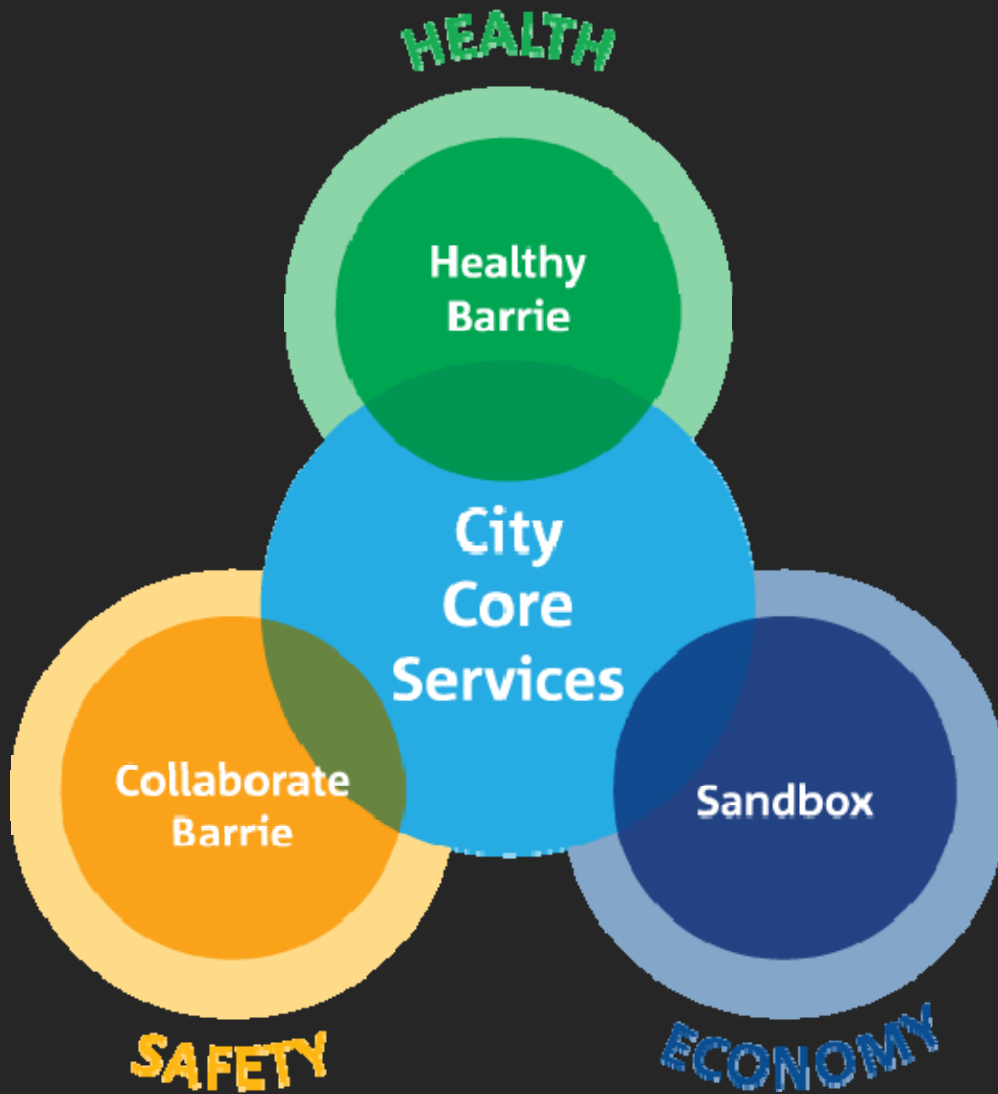 HEALTH
Healthy
Barrie
City
Core
Services
Collaborate
Barrie
Sandbox
SAFETY
ECONOMY